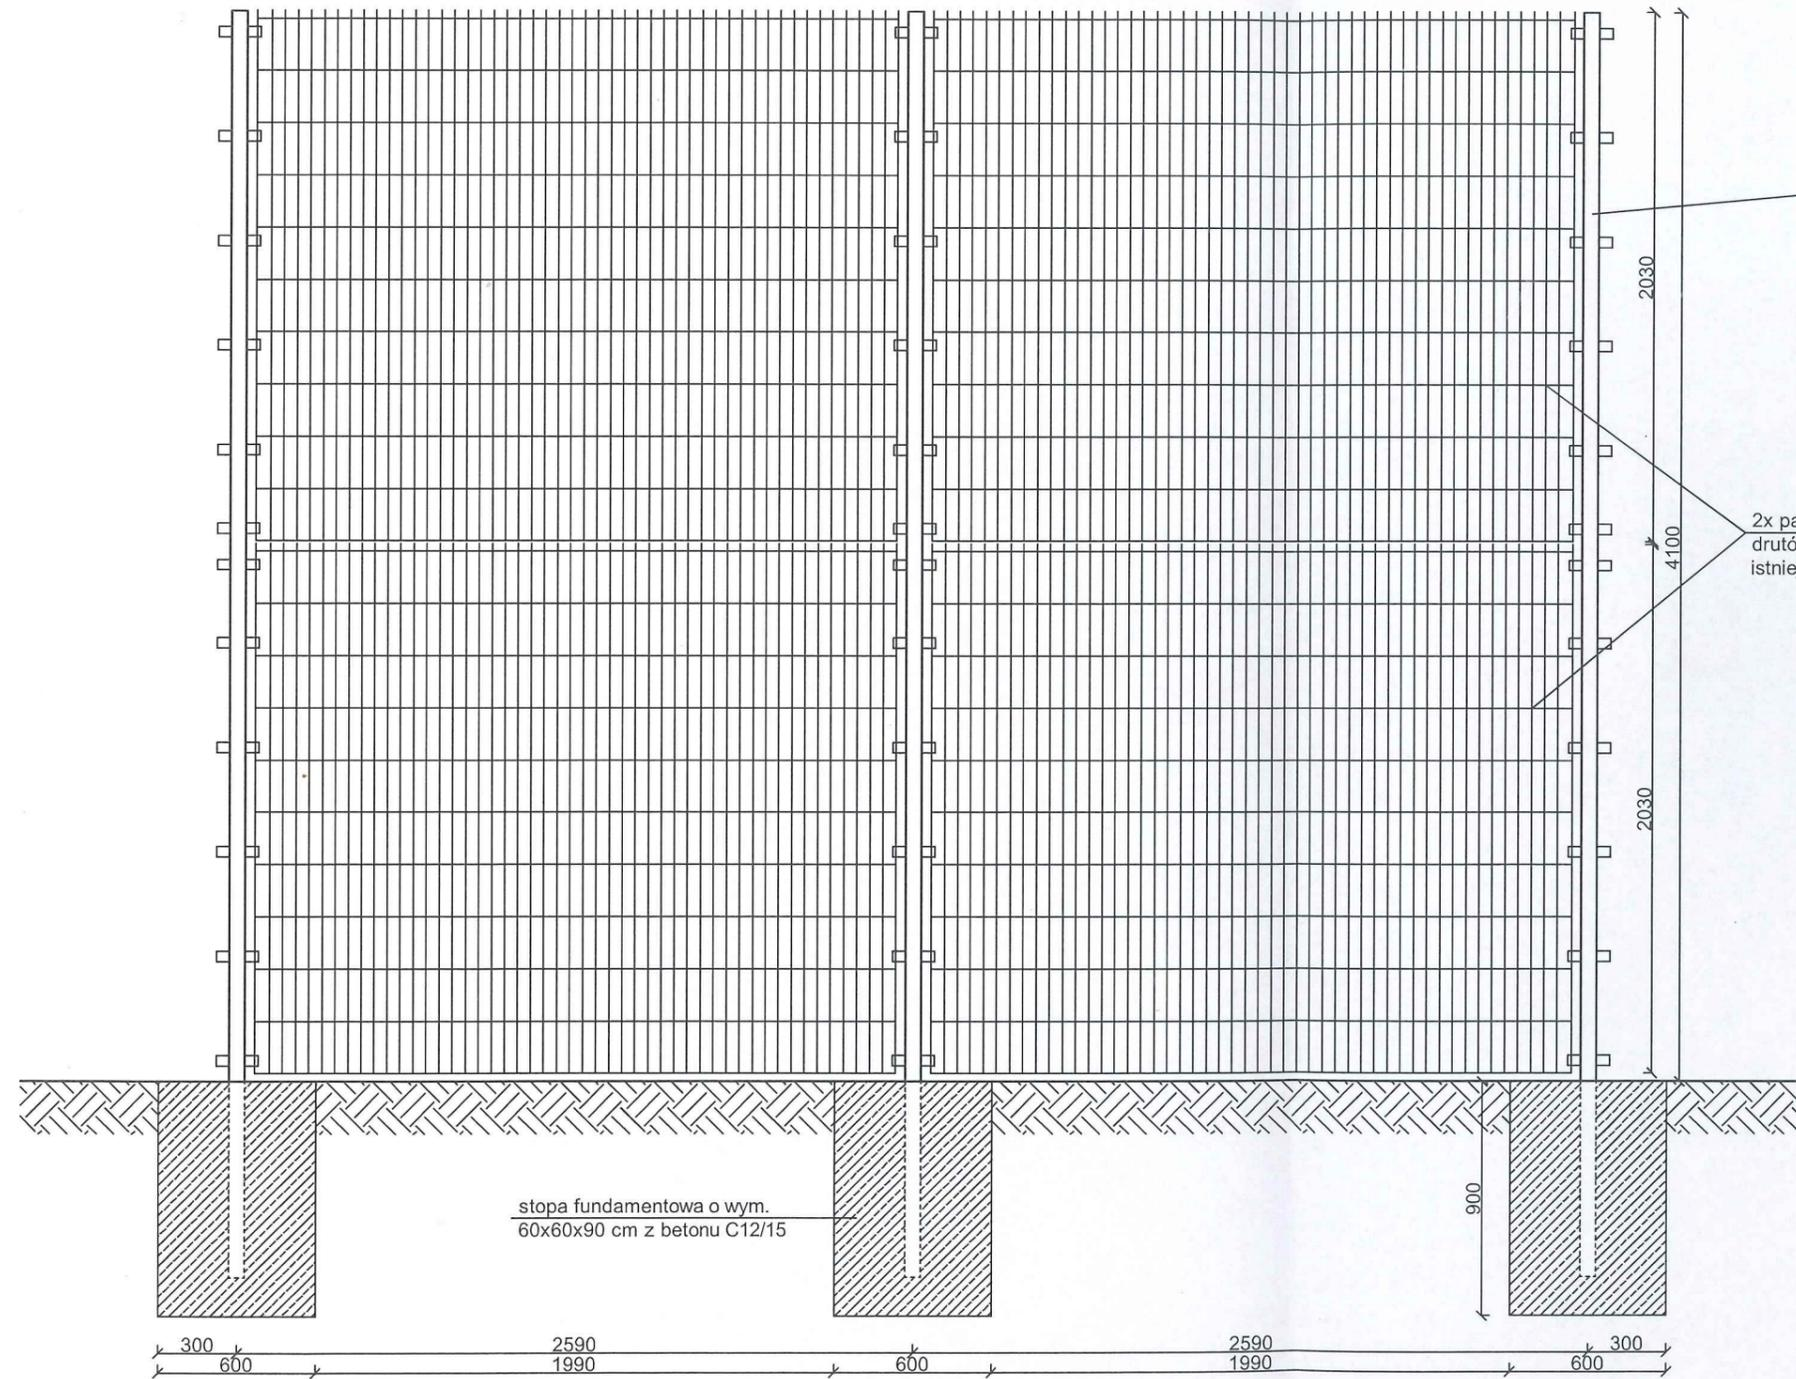 2030
4100
2x pa
drutó
istnie
2030
stopa fundamentowa o wym.
60x60x90 cm z betonu C12/15
900
300 2590 2590 300
600 1990 600 1990 600